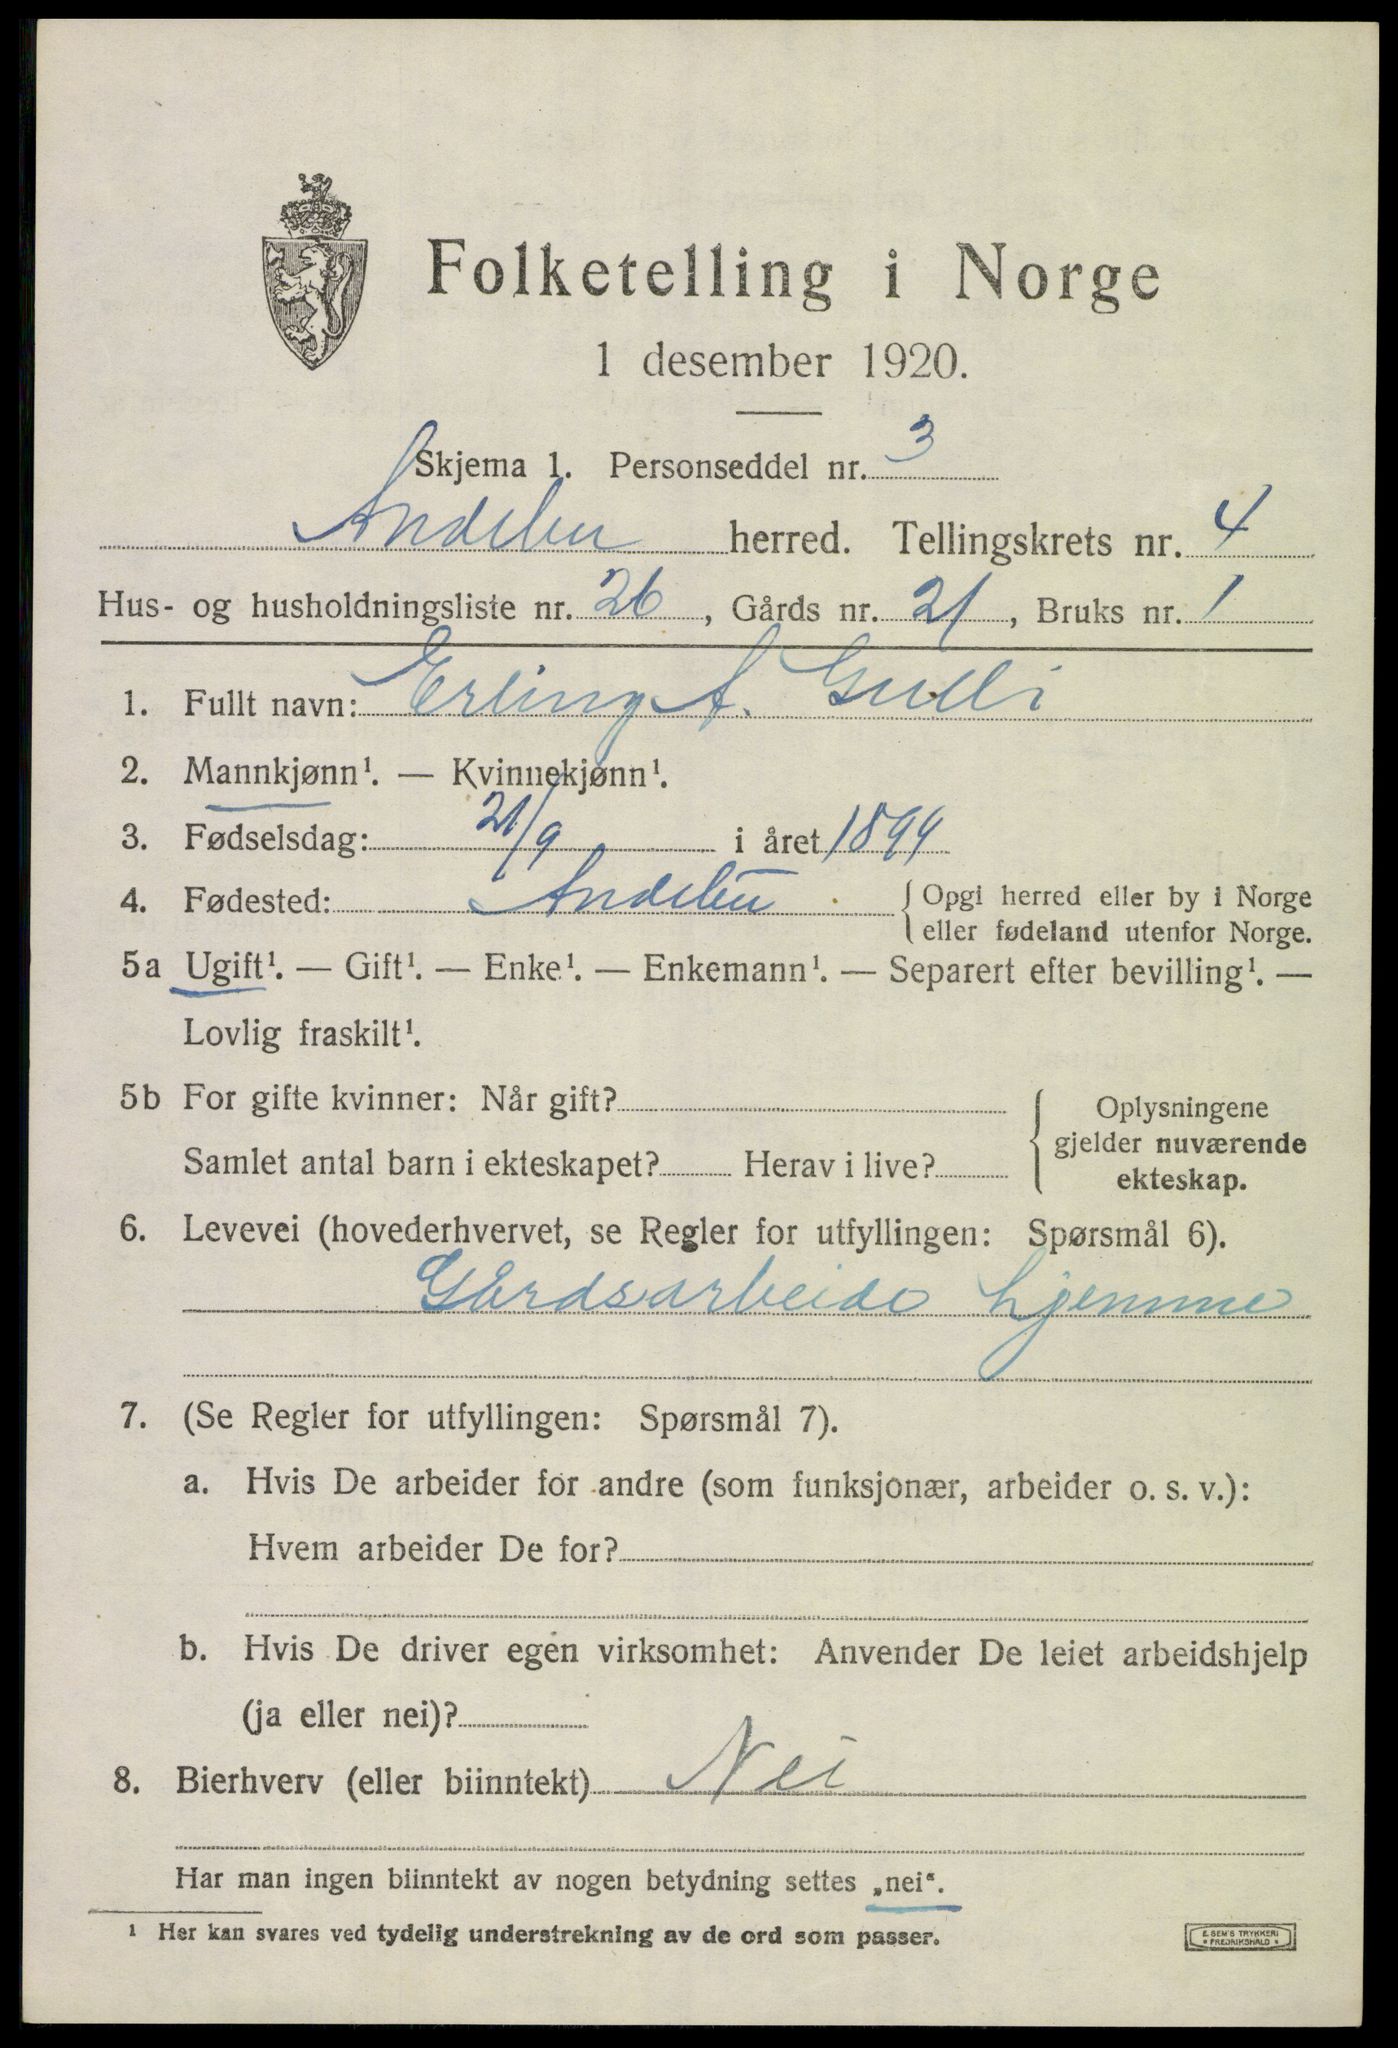 Folketelling i Norge
1 desember 1920.
Skjema 1. Personseddel nr. 3
Andebu herred. Tellingskrets nr. 4
Hus- og husholdningsliste nr. 26, Gårds nr. 21, Bruks nr. 1
1. Fullt navn: Erling A. Gulli
2. Mannkjønn¹. — Kvinnekjønn¹.
3. Fødselsdag: 21/9 i året 1894
4. Fødested: Andebu {Opgi herred eller by i Norge
eller fødeland utenfor Norge.
5a Ugift¹. — Gift¹. — Enke¹. — Enkemann¹. — Separert efter bevilling¹. —
Lovlig fraskilt¹.
5b For gifte kvinner: Når gift?
Samlet antal barn i ekteskapet? Herav i live?
{Oplysningene
gjelder nuværende
ekteskap.
6. Levevei (hovederhvervet, se Regler for utfyllingen: Spørsmål 6).
Gårdsarbeide hjemme
7. (Se Regler for utfyllingen: Spørsmål 7).
a. Hvis De arbeider for andre (som funksjonær, arbeider o. s. v.):
Hvem arbeider De for?
b. Hvis De driver egen virksomhet: Anvender De leiet arbeidshjelp
(ja eller nei)?
8. Bierhverv (eller biinntekt) Nei
Har man ingen biinntekt av nogen betydning settes „nei“.
¹ Her kan svares ved tydelig understrekning av de ord som passer.
E. SEM'S TRYKKERI
* FREDRIKSHALD *